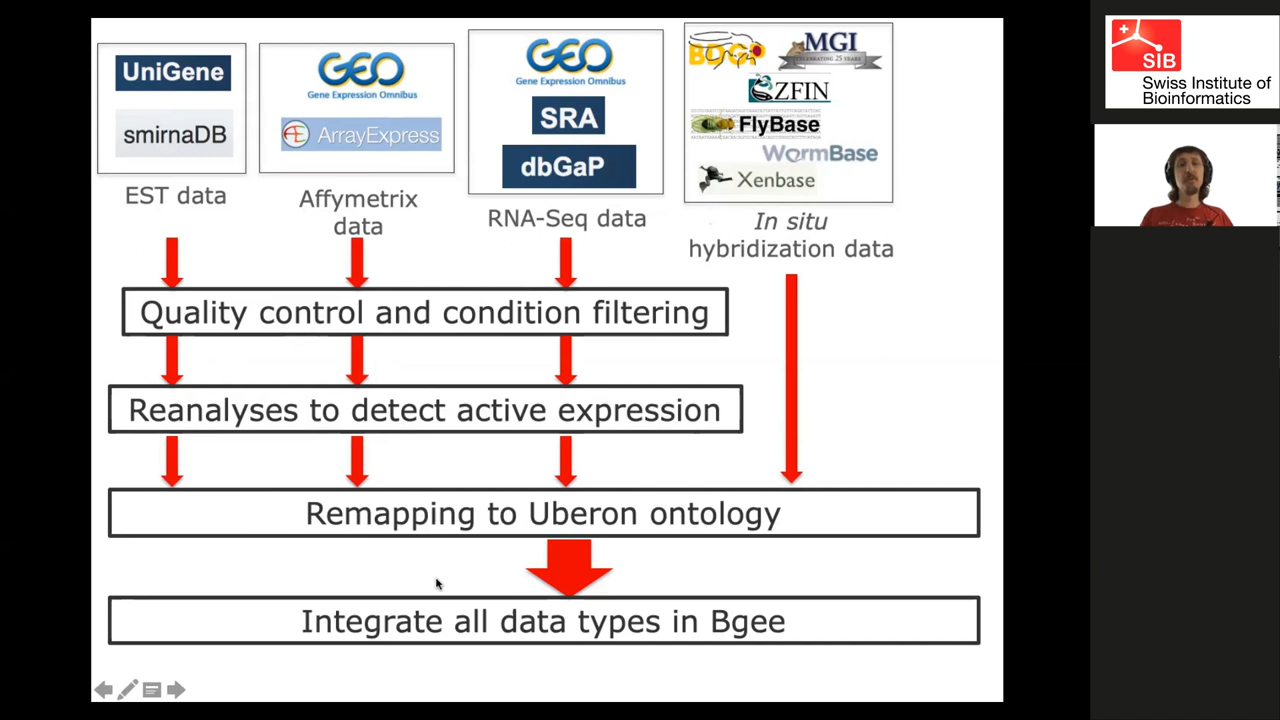 UniGene
smirnaDB
EST data
GEO
Gene Expression Omnibus
ArrayExpress
Affymetrix
data
GEO
Gene Expression Omnibus
SRA
dbGaP
RNA-Seq data
BDGP
MGI
CELEBRATING 25 YEARS
ZFIN
FlyBase
WormBase
Xenbase
In situ
hybridization data
Quality control and condition filtering
Reanalyses to detect active expression
Remapping to Uberon ontology
Integrate all data types in Bgee
SIB
Swiss Institute of
Bioinformatics